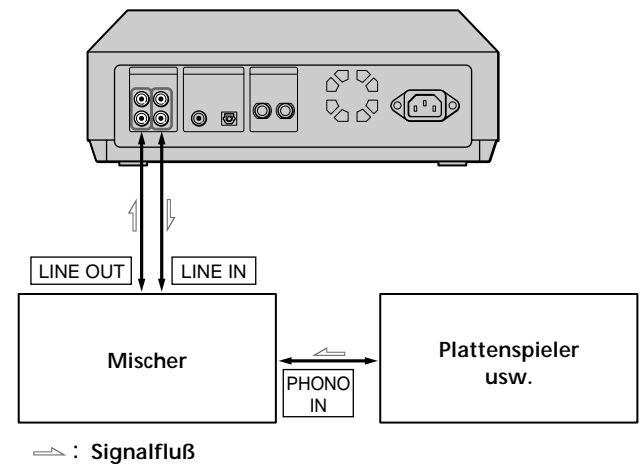 LINE OUT
LINE IN
Mischer
PHONO
IN
Plattenspieler
usw.
: Signalfluß